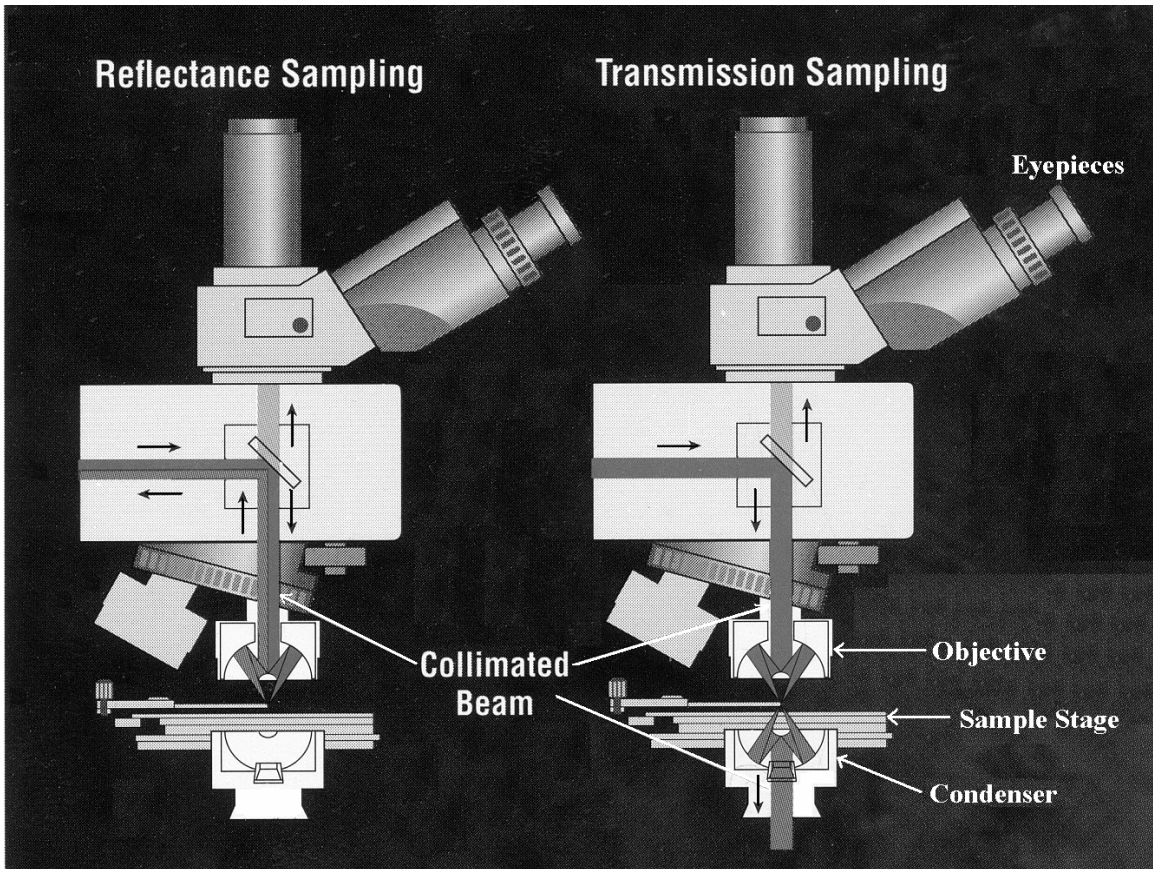 Reflectance Sampling
Transmission Sampling
Eyepieces
Collimated
Beam
Objective
Sample Stage
Condenser